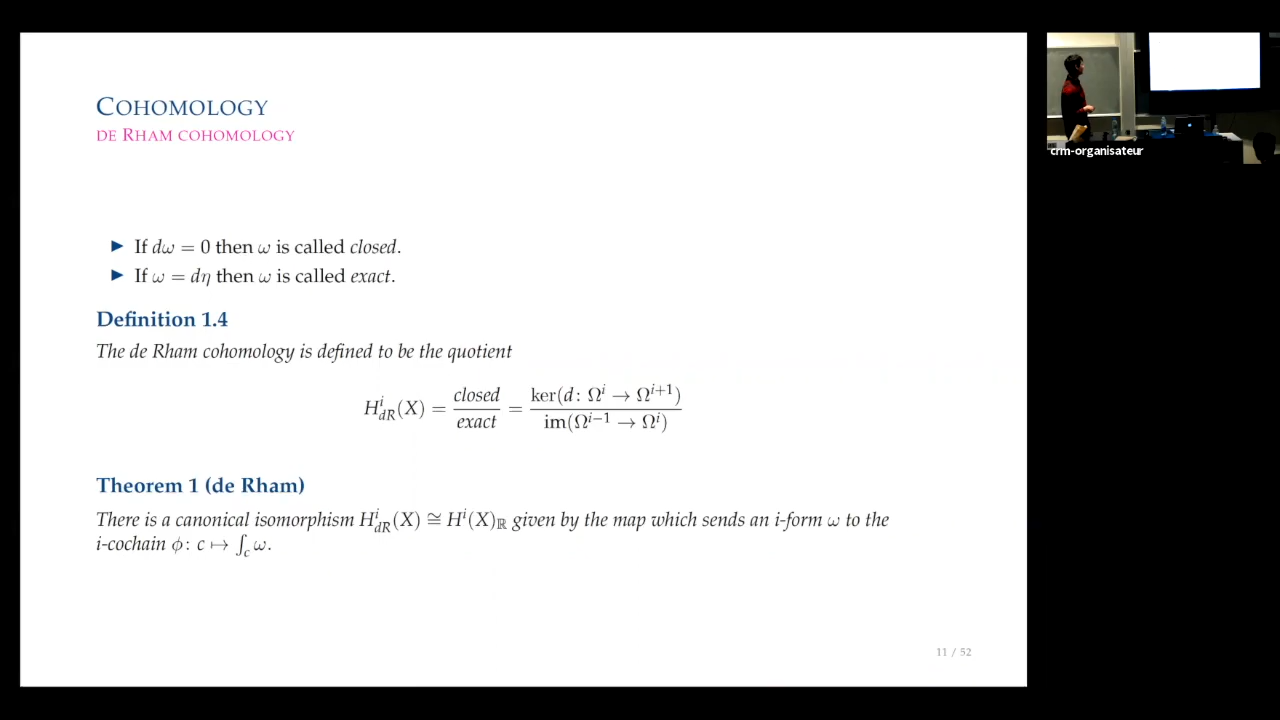 COHOMOLOGY
DE RHAM COHOMOLOGY
▶ If dω = 0 then ω is called closed.
▶ If ω = dη then ω is called exact.
Definition 1.4
The de Rham cohomology is defined to be the quotient
H^i_{dR}(X) = closed/exact = ker(d: Ω^i → Ω^{i+1}) / im(Ω^{i−1} → Ω^i)
Theorem 1 (de Rham)
There is a canonical isomorphism H^i_{dR}(X) ≅ H^i(X)_ℝ given by the map which sends an i-form ω to the
i-cochain ϕ: c ↦ ∫_c ω.
11 / 52
crm-organisateur